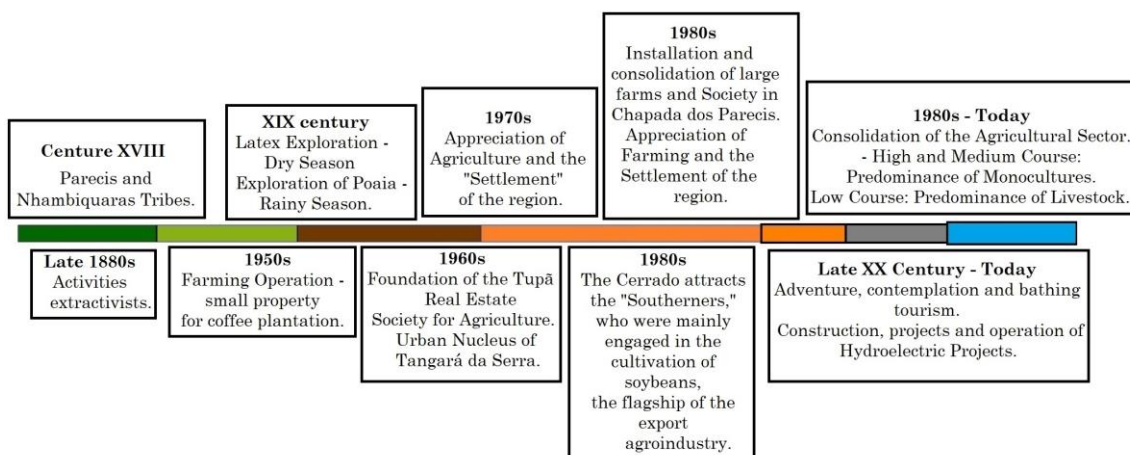 Centure XVIII
Parecis and
Nhambiquaras Tribes.
XIX century
Latex Exploration -
Dry Season
Exploration of Poaia -
Rainy Season.
1970s
Appreciation of
Agriculture and the
"Settlement"
of the region.
1980s
Installation and
consolidation of large
farms and Society in
Chapada dos Parecis.
Appreciation of
Farming and the
Settlement of the
region.
1980s - Today
Consolidation of the Agricultural Sector.
- High and Medium Course:
Predominance of Monocultures.
Low Course: Predominance of Livestock.
Late 1880s
Activities
extractivists.
1950s
Farming Operation -
small property
for coffee plantation.
1960s
Foundation of the Tupã
Real Estate
Society for Agriculture.
Urban Nucleus of
Tangará da Serra.
1980s
The Cerrado attracts
the "Southerners,"
who were mainly
engaged in the
cultivation of
soybeans,
the flagship of the
export
agroindustry.
Late XX Century - Today
Adventure, contemplation and bathing
tourism.
Construction, projects and operation of
Hydroelectric Projects.